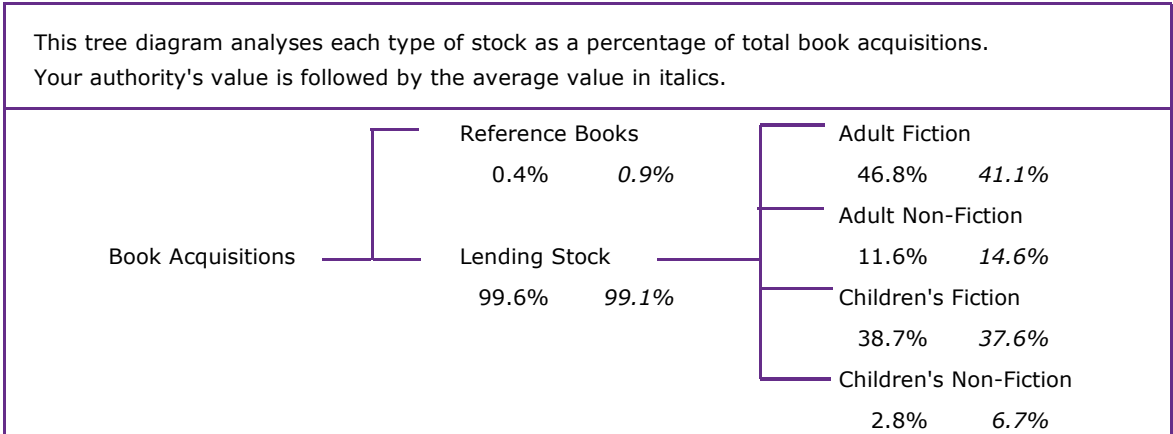 This tree diagram analyses each type of stock as a percentage of total book acquisitions.
Your authority's value is followed by the average value in italics.
Reference Books
0.4% 0.9%
Book Acquisitions
Lending Stock
99.6% 99.1%
Adult Fiction
46.8% 41.1%
Adult Non-Fiction
11.6% 14.6%
Children's Fiction
38.7% 37.6%
Children's Non-Fiction
2.8% 6.7%